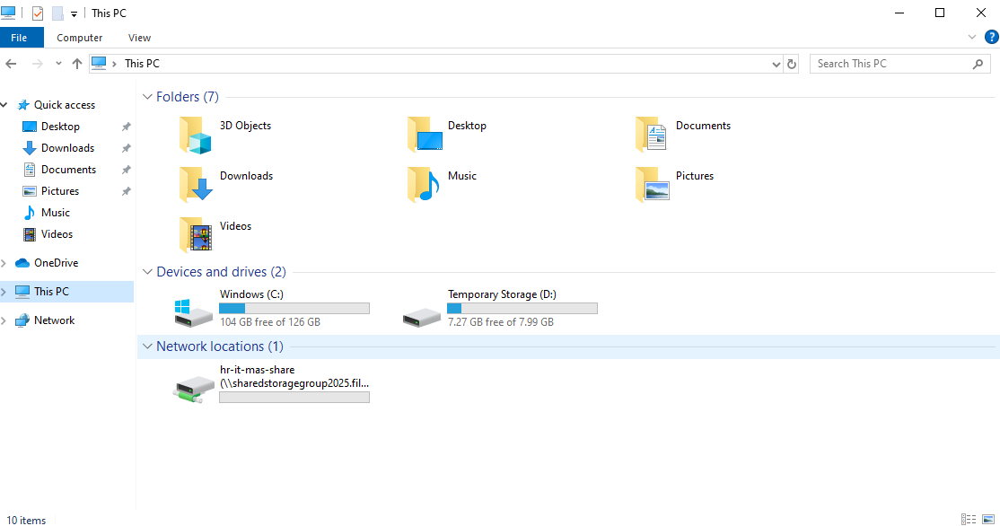 This PC
File Computer View
This PC
Search This PC
Quick access
Desktop
Downloads
Documents
Pictures
Music
Videos
OneDrive
This PC
Network
Folders (7)
3D Objects
Desktop
Documents
Downloads
Music
Pictures
Videos
Devices and drives (2)
Windows (C:)
104 GB free of 126 GB
Temporary Storage (D:)
7.27 GB free of 7.99 GB
Network locations (1)
hr-it-mas-share
(\\sharedstoragegroup2025.fil...
10 items